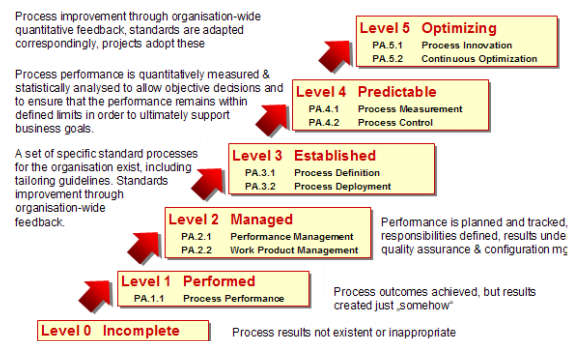 Process improvement through organisation-wide
quantitative feedback, standards are adapted
correspondingly, projects adopt these
Level 5 Optimizing
PA.5.1 Process Innovation
PA.5.2 Continuous Optimization
Process performance is quantitatively measured &
statistically analysed to allow objective decisions and
to ensure that the performance remains within
defined limits in order to ultimately support
business goals.
Level 4 Predictable
PA.4.1 Process Measurement
PA.4.2 Process Control
A set of specific standard processes
for the organisation exist, including
tailoring guidelines. Standards
improvement through
organisation-wide
feedback.
Level 3 Established
PA.3.1 Process Definition
PA.3.2 Process Deployment
Level 2 Managed
PA.2.1 Performance Management
PA.2.2 Work Product Management
Performance is planned and tracked,
responsibilities defined, results unde
quality assurance & configuration
Level 1 Performed
PA.1.1 Process Performance
Process outcomes achieved, but results
created just „somehow“
Level 0 Incomplete
Process results not existent or inappropriate